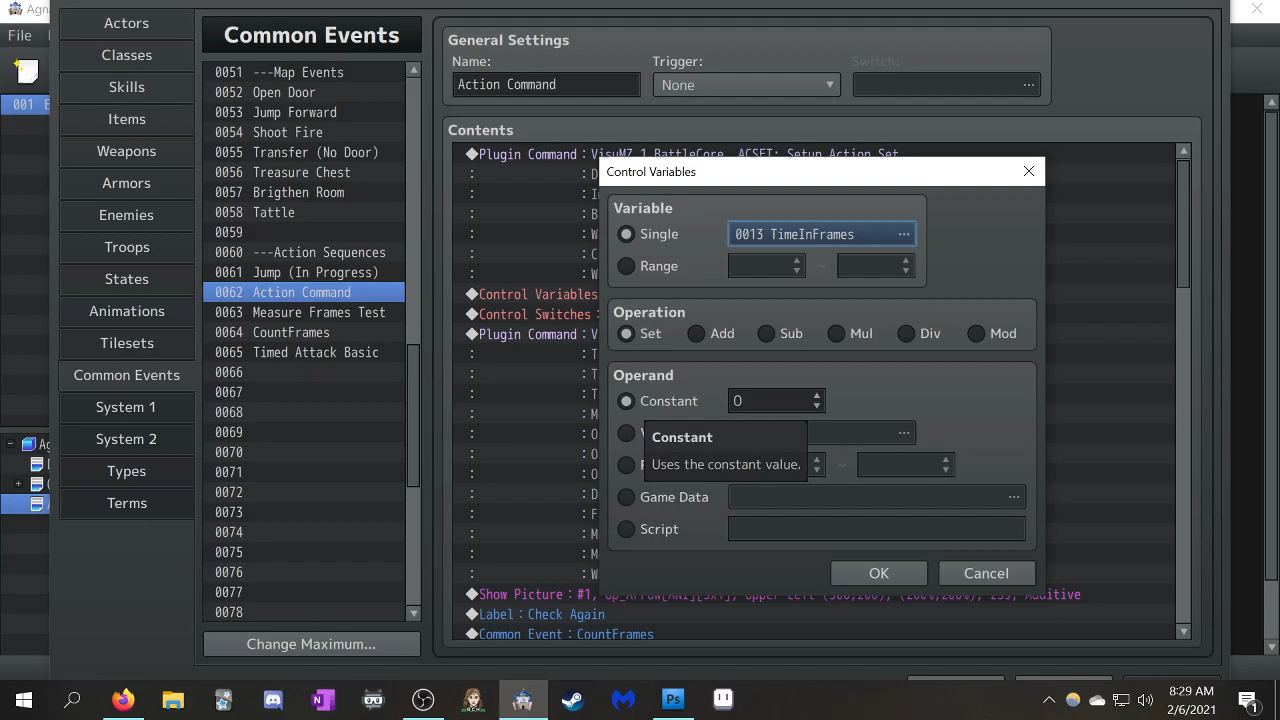 Agn
File
001 E
Ag
Actors
Classes
Skills
Items
Weapons
Armors
Enemies
Troops
States
Animations
Tilesets
Common Events
System 1
System 2
Types
Terms
Common Events
0051 ---Map Events
0052 Open Door
0053 Jump Forward
0054 Shoot Fire
0055 Transfer (No Door)
0056 Treasure Chest
0057 Brigthen Room
0058 Tattle
0059
0060 ---Action Sequences
0061 Jump (In Progress)
0062 Action Command
0063 Measure Frames Test
0064 CountFrames
0065 Timed Attack Basic
0066
0067
0068
0069
0070
0071
0072
0073
0074
0075
0076
0077
0078
Change Maximum...
General Settings
Name:
Trigger:
Switch:
Action Command
None
...
Contents
◆Plugin Command：VisuMZ_1_BattleCore, ACSET: Setup Action Set
◆Control Variables
◆Control Switches：
◆Plugin Command：V
◆Label：Check Again
◆Common Event：CountFrames
Control Variables
Variable
Single
0013 TimeInFrames ...
Range
~
Operation
Set
Add
Sub
Mul
Div
Mod
Operand
Constant
0
Constant
Uses the constant value.
...
~
Game Data
...
Script
OK
Cancel
8:29 AM
2/6/2021
1